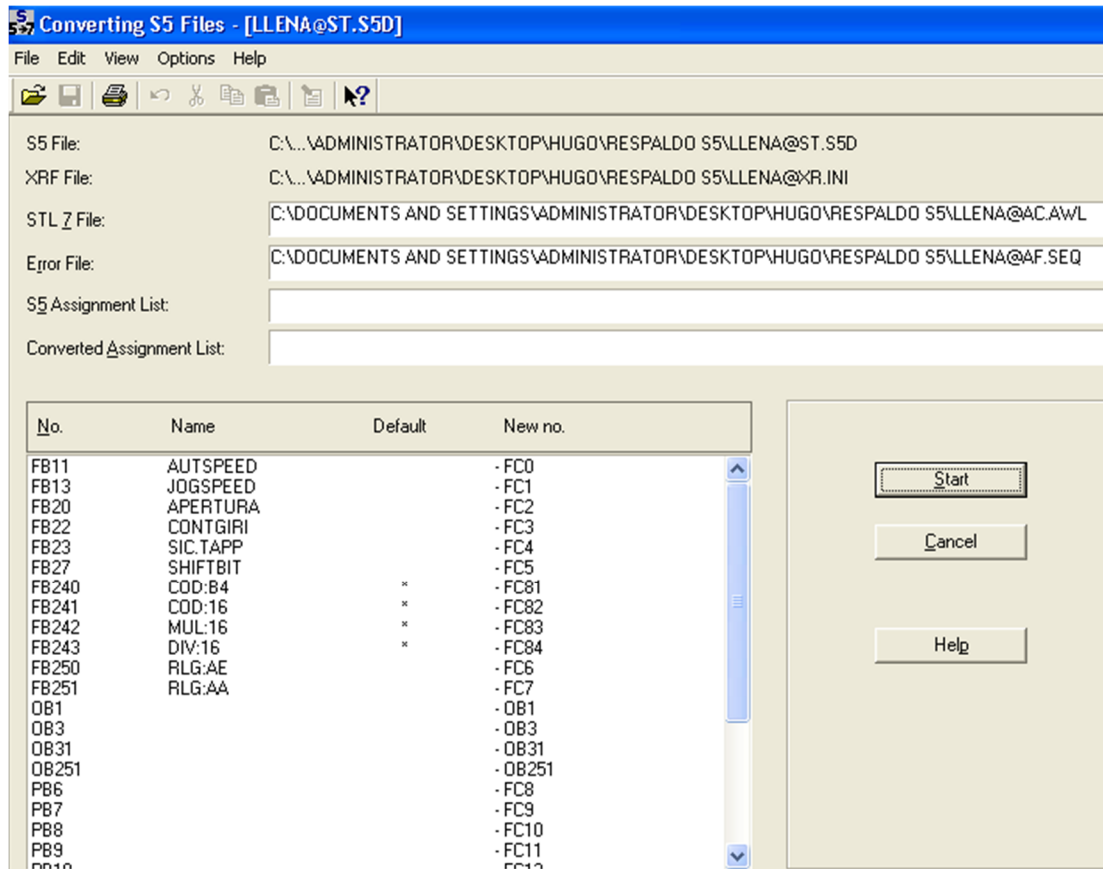 Converting S5 Files - [LLENA@ST.S5D]
File Edit View Options Help
S5 File: C:\...\ADMINISTRATOR\DESKTOP\HUGO\RESPALDO S5\LLENA@ST.S5D
XRF File: C:\...\ADMINISTRATOR\DESKTOP\HUGO\RESPALDO S5\LLENA@XR.INI
STL 7 File: C:\DOCUMENTS AND SETTINGS\ADMINISTRATOR\DESKTOP\HUGO\RESPALDO S5\LLENA@AC.AWL
Error File: C:\DOCUMENTS AND SETTINGS\ADMINISTRATOR\DESKTOP\HUGO\RESPALDO S5\LLENA@AF.SEQ
S5 Assignment List:
Converted Assignment List:
No. Name Default New no.
FB11 AUTSPEED - FC0
FB13 JOGSPEED - FC1
FB20 APERTURA - FC2
FB22 CONTGIRI - FC3
FB23 SIC.TAPP - FC4
FB27 SHIFTBIT - FC5
FB240 COD:B4 * - FC81
FB241 COD:16 * - FC82
FB242 MUL:16 * - FC83
FB243 DIV:16 * - FC84
FB250 RLG:AE - FC6
FB251 RLG:AA - FC7
OB1 - OB1
OB3 - OB3
OB31 - OB31
OB251 - OB251
PB6 - FC8
PB7 - FC9
PB8 - FC10
PB9 - FC11
Start
Cancel
Help